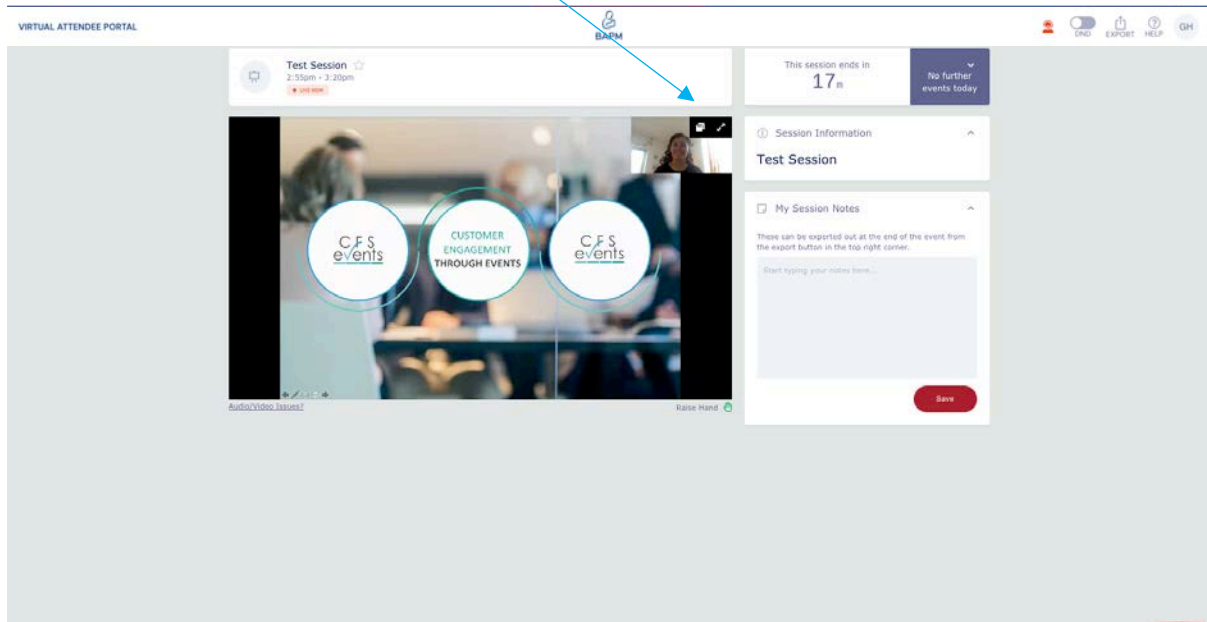 VIRTUAL ATTENDEE PORTAL
BAPM
DND
EXPORT
HELP
GH
Test Session
2:55pm - 3:20pm
LIVE NOW
This session ends in
17m
No further
events today
CFS
events
CUSTOMER
ENGAGEMENT
THROUGH EVENTS
CFS
events
Audio/Video Issues?
Raise Hand
Session Information
Test Session
My Session Notes
These can be exported out at the end of the event from
the export button in the top right corner.
Start typing your notes here...
Save